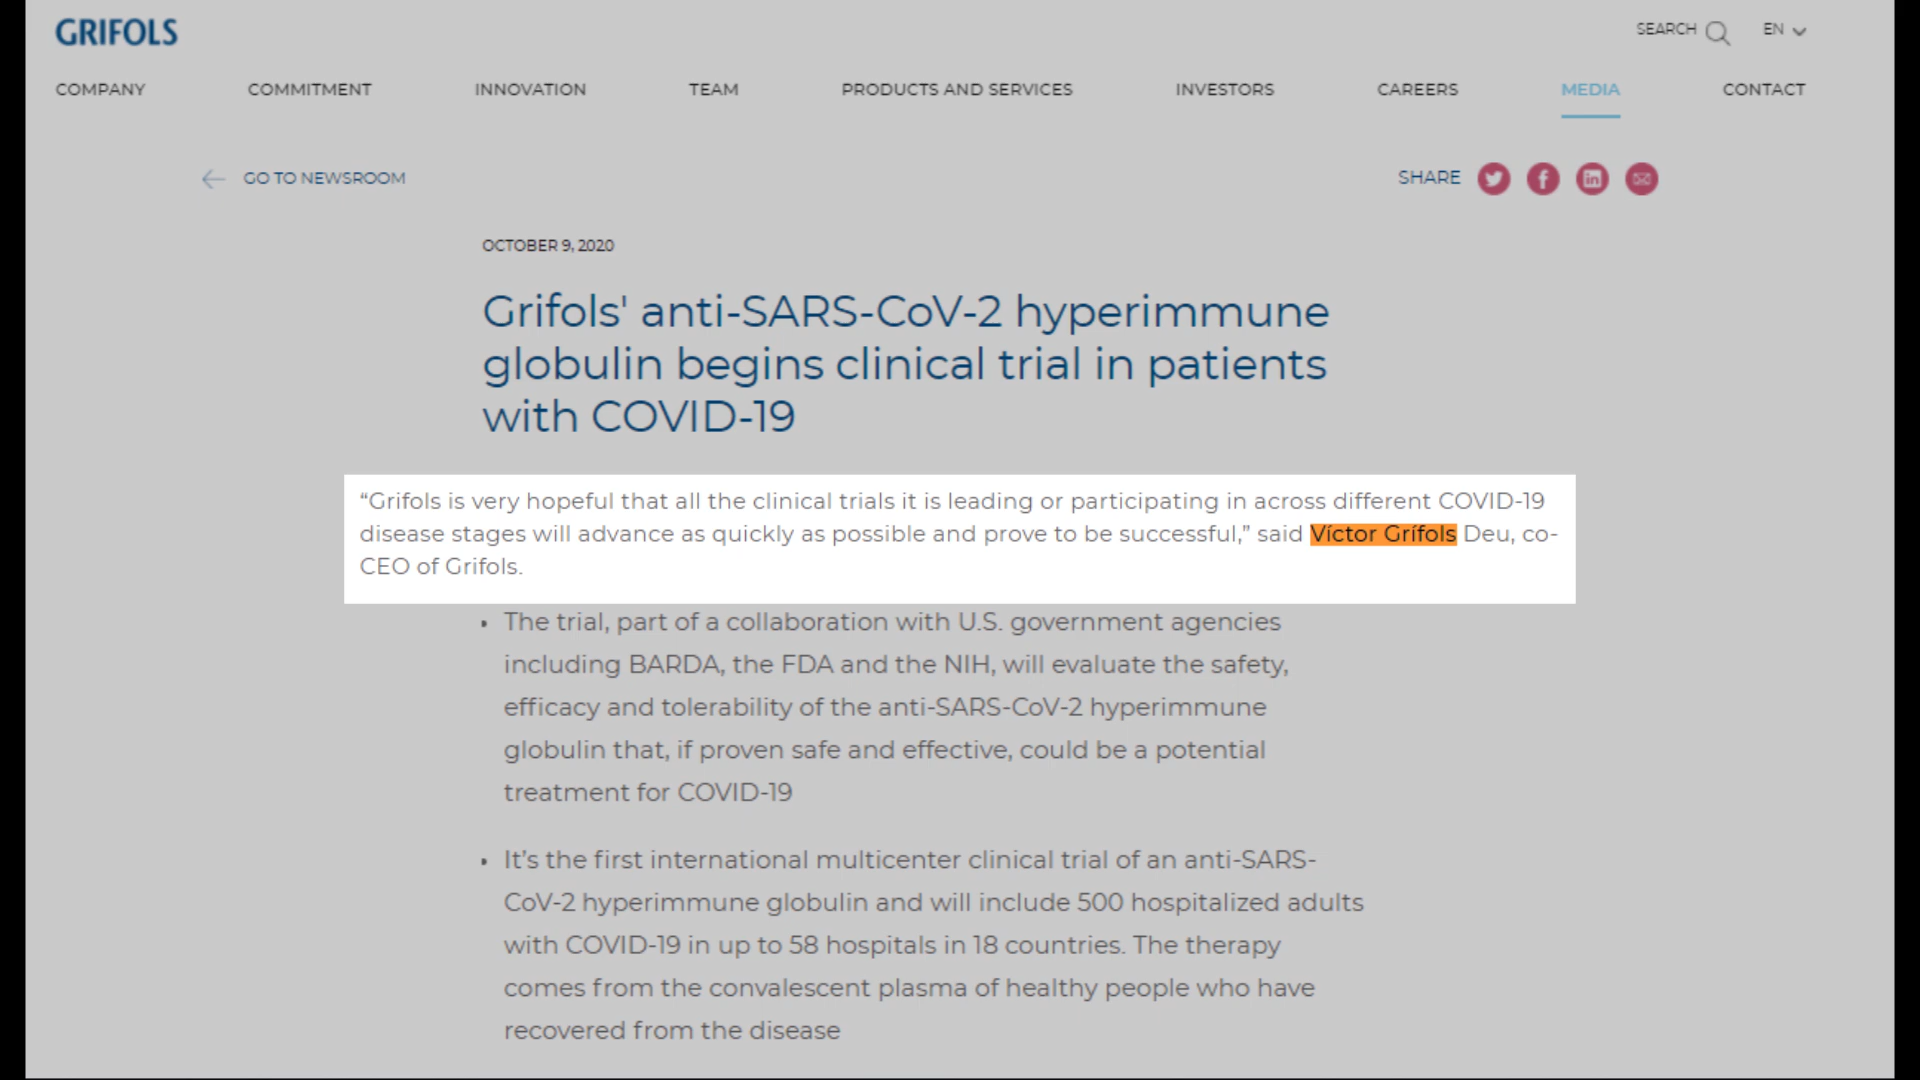 GRIFOLS
SEARCH
EN
COMPANY COMMITMENT INNOVATION TEAM PRODUCTS AND SERVICES INVESTORS CAREERS MEDIA CONTACT
GO TO NEWSROOM
SHARE
OCTOBER 9, 2020
Grifols' anti-SARS-CoV-2 hyperimmune
globulin begins clinical trial in patients
with COVID-19
“Grifols is very hopeful that all the clinical trials it is leading or participating in across different COVID-19
disease stages will advance as quickly as possible and prove to be successful,” said Víctor Grífols Deu, co-
CEO of Grifols.
• The trial, part of a collaboration with U.S. government agencies
including BARDA, the FDA and the NIH, will evaluate the safety,
efficacy and tolerability of the anti-SARS-CoV-2 hyperimmune
globulin that, if proven safe and effective, could be a potential
treatment for COVID-19
• It’s the first international multicenter clinical trial of an anti-SARS-
CoV-2 hyperimmune globulin and will include 500 hospitalized adults
with COVID-19 in up to 58 hospitals in 18 countries. The therapy
comes from the convalescent plasma of healthy people who have
recovered from the disease